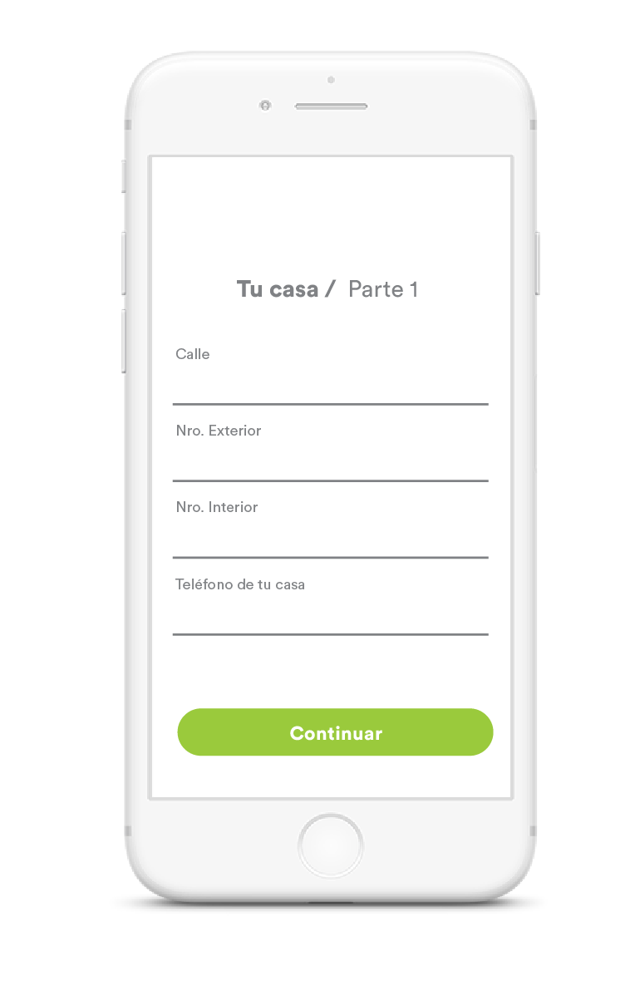 Tu casa / Parte 1
Calle
Nro. Exterior
Nro. Interior
Teléfono de tu casa
Continuar